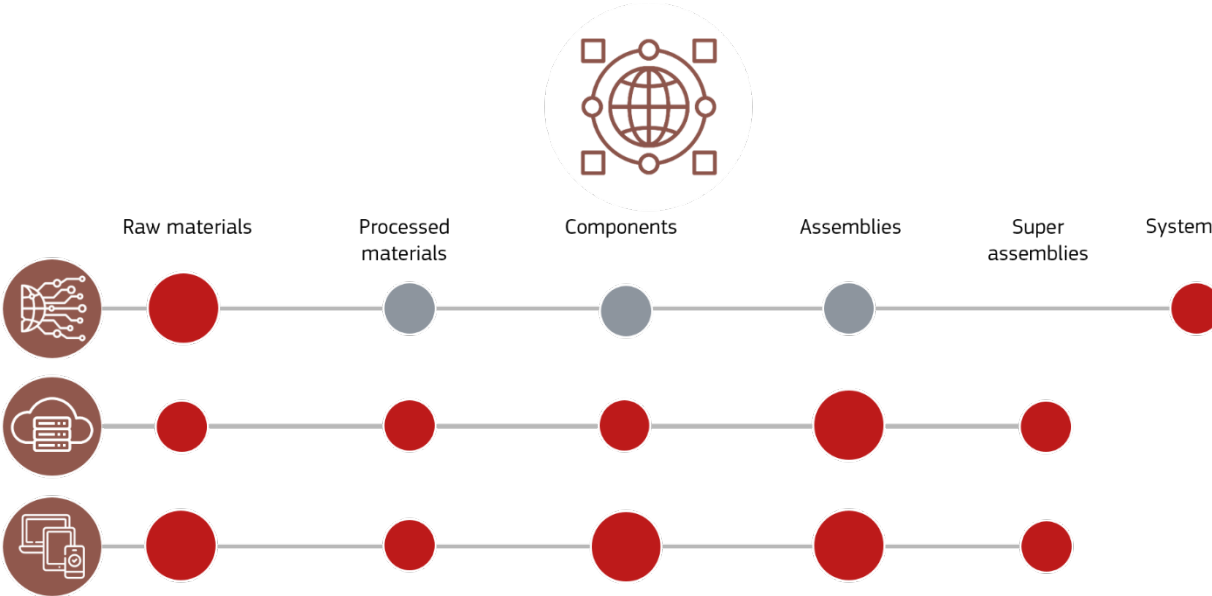 Raw materials
Processed
materials
Components
Assemblies
Super
assemblies
System